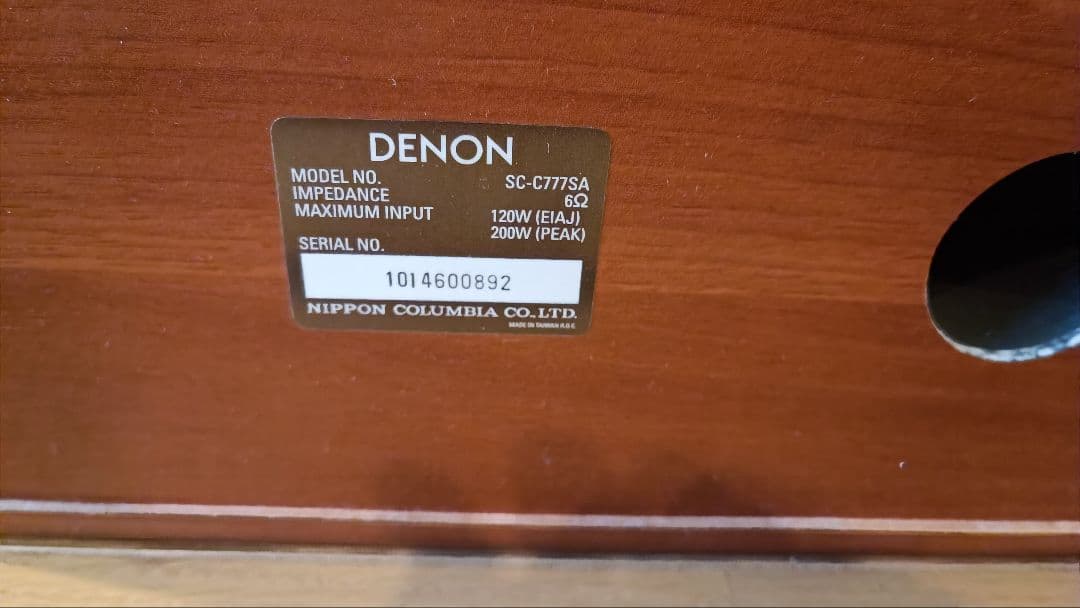 DENON
MODEL NO. SC-C777SA
IMPEDANCE 6Ω
MAXIMUM INPUT 120W (EIAJ)
200W (PEAK)
SERIAL NO.
1014600892
NIPPON COLUMBIA CO.,LTD.
MADE IN TAIWAN R.O.C.